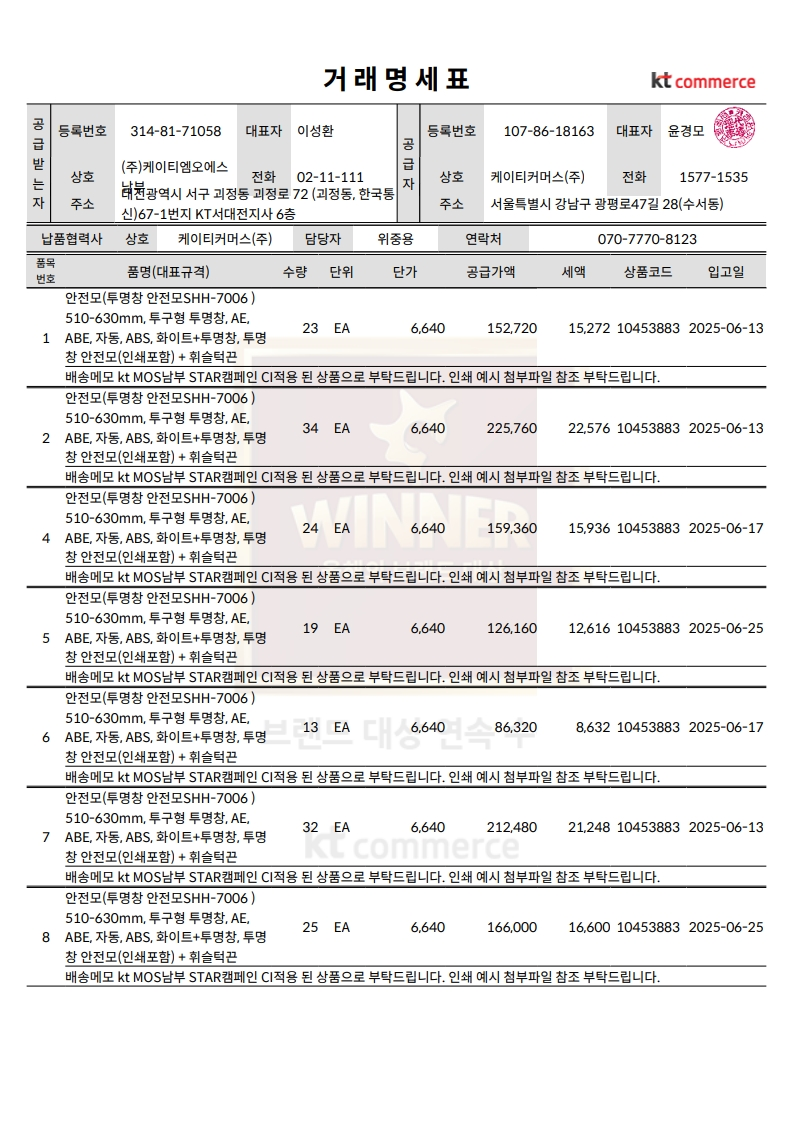 거래명세표
kt commerce
공급받는자 등록번호 314-81-71058 대표자 이성환 공급자 등록번호 107-86-18163 대표자 윤경모
상호 (주)케이티엠오에스남부 전화 02-11-111 상호 케이티커머스(주) 전화 1577-1535
주소 대전광역시 서구 괴정동 괴정로 72 (괴정동, 한국통 주소 서울특별시 강남구 광평로47길 28(수서동)
신)67-1번지 KT서대전지사 6층
납품협력사 상호 케이티커머스(주) 담당자 위중용 연락처 070-7770-8123
품목번호 품명(대표규격) 수량 단위 단가 공급가액 세액 상품코드 입고일
안전모(투명창 안전모SHH-7006 )
510-630mm, 투구형 투명창, AE,
1 ABE, 자동, ABS, 화이트+투명창, 투명 23 EA 6,640 152,720 15,272 10453883 2025-06-13
창 안전모(인쇄포함) + 휘슬턱끈
배송메모 kt MOS남부 STAR캠페인 CI적용 된 상품으로 부탁드립니다. 인쇄 예시 첨부파일 참조 부탁드립니다.
안전모(투명창 안전모SHH-7006 )
510-630mm, 투구형 투명창, AE,
2 ABE, 자동, ABS, 화이트+투명창, 투명 34 EA 6,640 225,760 22,576 10453883 2025-06-13
창 안전모(인쇄포함) + 휘슬턱끈
배송메모 kt MOS남부 STAR캠페인 CI적용 된 상품으로 부탁드립니다. 인쇄 예시 첨부파일 참조 부탁드립니다.
안전모(투명창 안전모SHH-7006 )
510-630mm, 투구형 투명창, AE,
4 ABE, 자동, ABS, 화이트+투명창, 투명 24 EA 6,640 159,360 15,936 10453883 2025-06-17
창 안전모(인쇄포함) + 휘슬턱끈
배송메모 kt MOS남부 STAR캠페인 CI적용 된 상품으로 부탁드립니다. 인쇄 예시 첨부파일 참조 부탁드립니다.
안전모(투명창 안전모SHH-7006 )
510-630mm, 투구형 투명창, AE,
5 ABE, 자동, ABS, 화이트+투명창, 투명 19 EA 6,640 126,160 12,616 10453883 2025-06-25
창 안전모(인쇄포함) + 휘슬턱끈
배송메모 kt MOS남부 STAR캠페인 CI적용 된 상품으로 부탁드립니다. 인쇄 예시 첨부파일 참조 부탁드립니다.
안전모(투명창 안전모SHH-7006 )
510-630mm, 투구형 투명창, AE,
6 ABE, 자동, ABS, 화이트+투명창, 투명 13 EA 6,640 86,320 8,632 10453883 2025-06-17
창 안전모(인쇄포함) + 휘슬턱끈
배송메모 kt MOS남부 STAR캠페인 CI적용 된 상품으로 부탁드립니다. 인쇄 예시 첨부파일 참조 부탁드립니다.
안전모(투명창 안전모SHH-7006 )
510-630mm, 투구형 투명창, AE,
7 ABE, 자동, ABS, 화이트+투명창, 투명 32 EA 6,640 212,480 21,248 10453883 2025-06-13
창 안전모(인쇄포함) + 휘슬턱끈
배송메모 kt MOS남부 STAR캠페인 CI적용 된 상품으로 부탁드립니다. 인쇄 예시 첨부파일 참조 부탁드립니다.
안전모(투명창 안전모SHH-7006 )
510-630mm, 투구형 투명창, AE,
8 ABE, 자동, ABS, 화이트+투명창, 투명 25 EA 6,640 166,000 16,600 10453883 2025-06-25
창 안전모(인쇄포함) + 휘슬턱끈
배송메모 kt MOS남부 STAR캠페인 CI적용 된 상품으로 부탁드립니다. 인쇄 예시 첨부파일 참조 부탁드립니다.
WINNER
브랜드 대상 연속 수
kt commerce